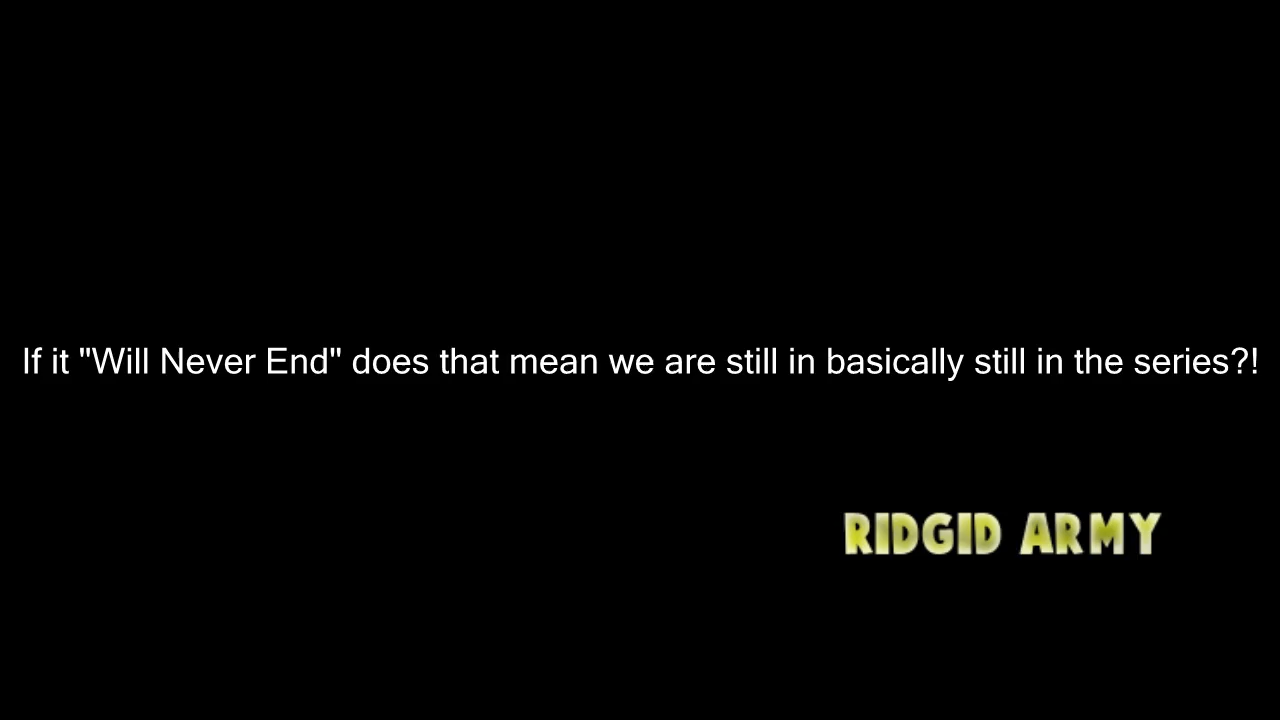 If it "Will Never End" does that mean we are still in basically still in the series?!
RIDGID ARMY